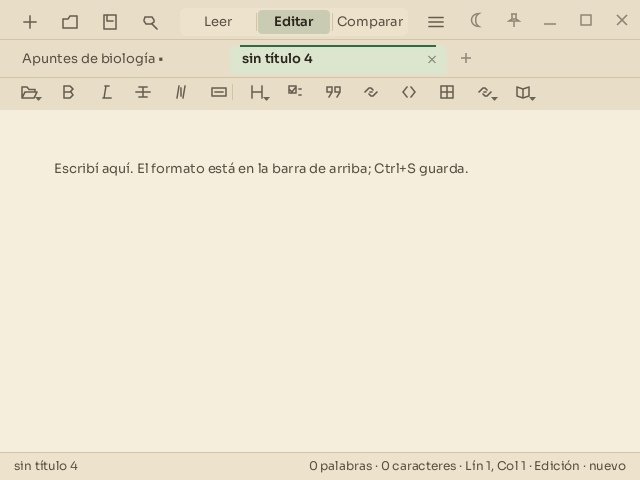 Leer Editar Comparar
Apuntes de biología •
sin título 4
Escribí aquí. El formato está en la barra de arriba; Ctrl+S guarda.
sin título 4
0 palabras · 0 caracteres · Lín 1, Col 1 · Edición · nuevo